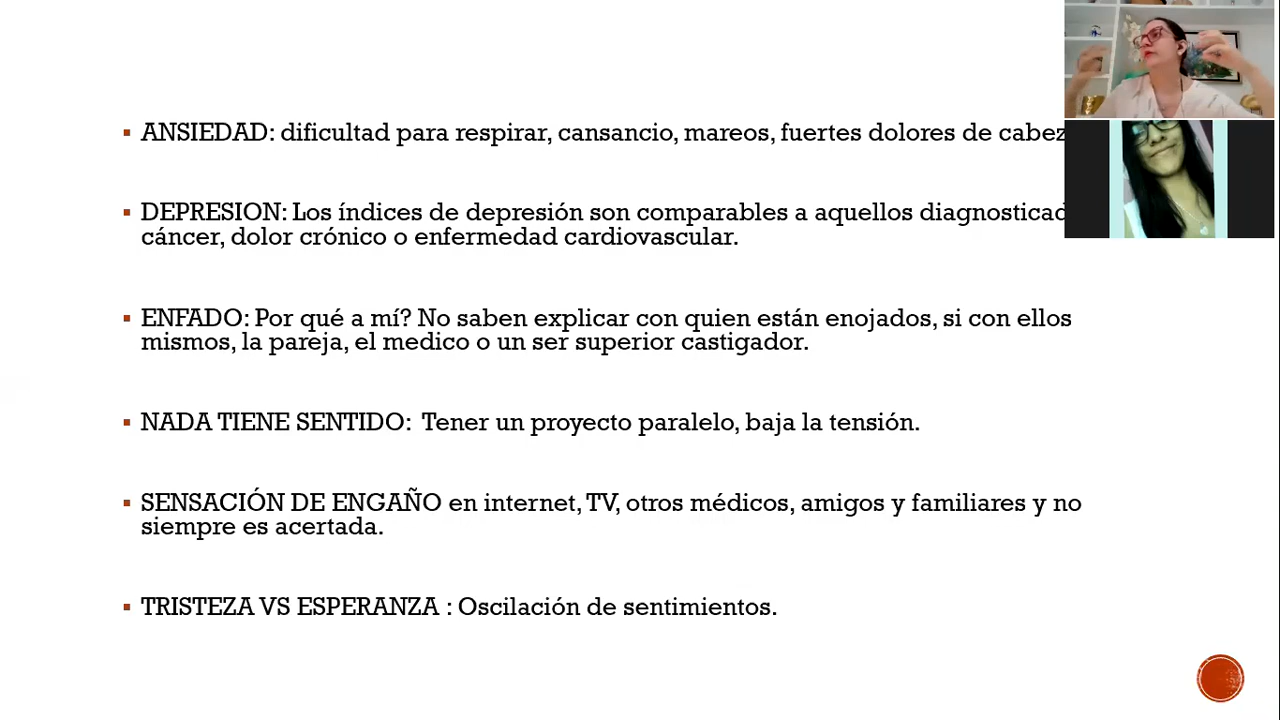 ANSIEDAD: dificultad para respirar, cansancio, mareos, fuertes dolores de
DEPRESION: Los índices de depresión son comparables a aquellos
cáncer, dolor crónico o enfermedad cardiovascular.
ENFADO: Por qué a mí? No saben explicar con quien están enojados, si con ellos
mismos, la pareja, el medico o un ser superior castigador.
NADA TIENE SENTIDO: Tener un proyecto paralelo, baja la tensión.
SENSACIÓN DE ENGAÑO en internet, TV, otros médicos, amigos y familiares y no
siempre es acertada.
TRISTEZA VS ESPERANZA : Oscilación de sentimientos.